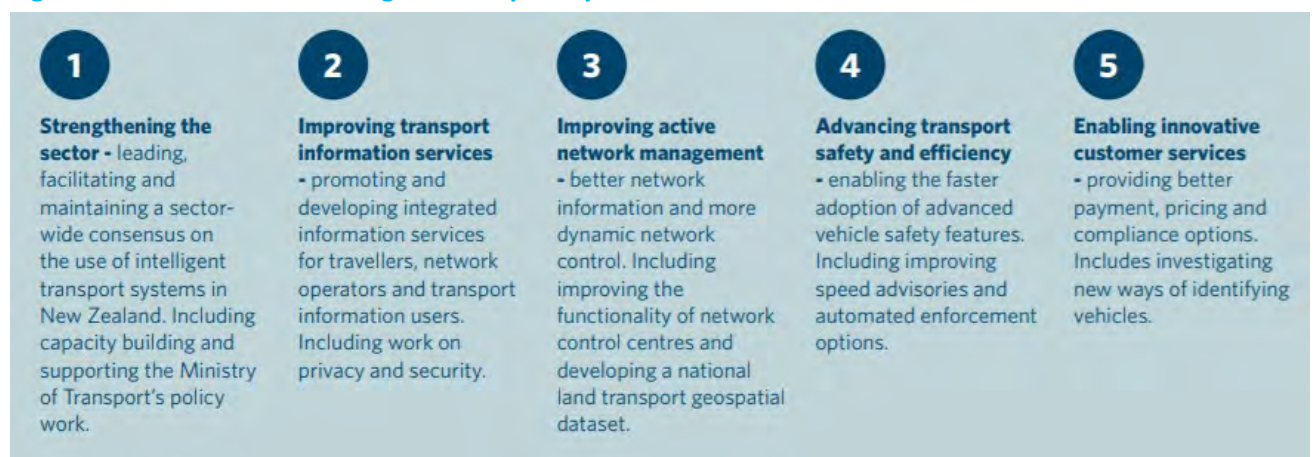 1
Strengthening the
sector - leading,
facilitating and
maintaining a sector-
wide consensus on
the use of intelligent
transport systems in
New Zealand. Including
capacity building and
supporting the Ministry
of Transport's policy
work.
2
Improving transport
information services
- promoting and
developing integrated
information services
for travellers, network
operators and transport
information users.
Including work on
privacy and security.
3
Improving active
network management
- better network
information and more
dynamic network
control. Including
improving the
functionality of network
control centres and
developing a national
land transport geospatial
dataset.
4
Advancing transport
safety and efficiency
- enabling the faster
adoption of advanced
vehicle safety features.
Including improving
speed advisories and
automated enforcement
options.
5
Enabling innovative
customer services
- providing better
payment, pricing and
compliance options.
Includes investigating
new ways of identifying
vehicles.